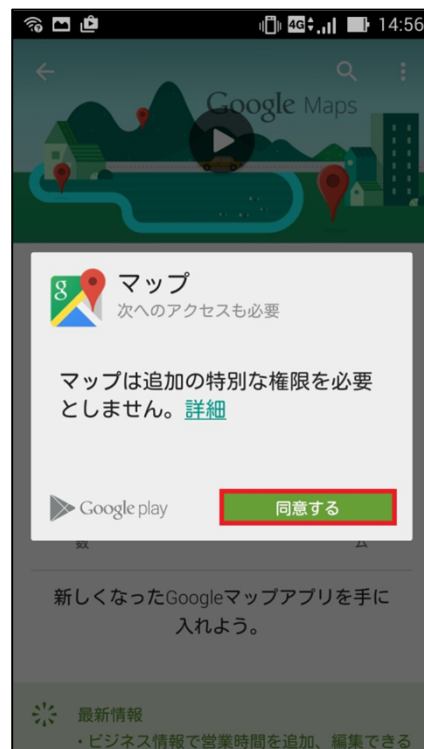 4G 14:56
Google Maps
g マップ
次へのアクセスも必要
マップは追加の特別な権限を必要
としません。詳細
Google play 同意する
数 ム
新しくなったGoogleマップアプリを手に
入れよう。
最新情報
・ビジネス情報で営業時間を追加、編集できる